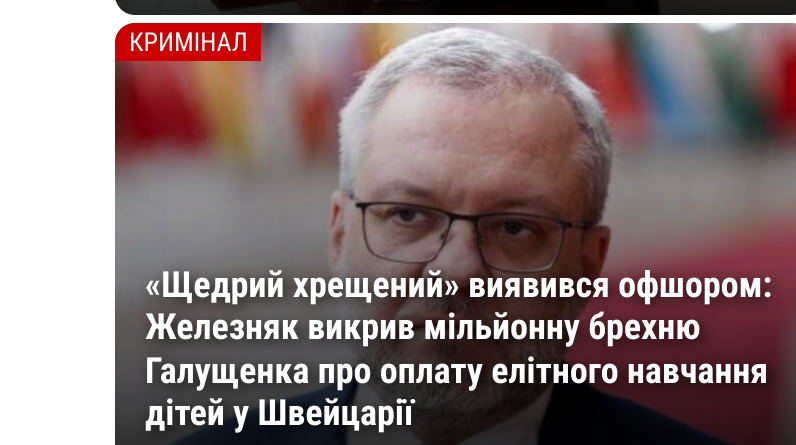 КРИМІНАЛ
«Щедрий хрещений» виявився офшором:
Железняк викрив мільйонну брехню
Галущенка про оплату елітного навчання
дітей у Швейцарії